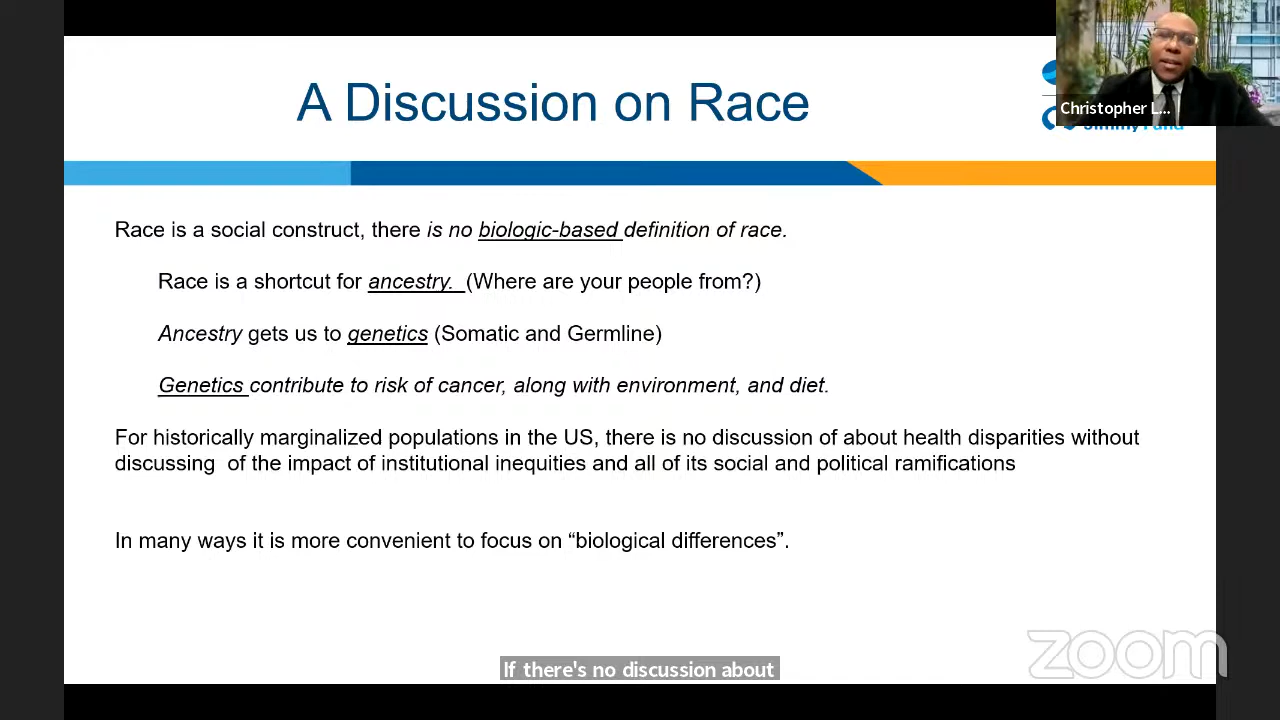 A Discussion on Race
Christopher L...
Jimmy Fund
Race is a social construct, there is no biologic-based definition of race.
Race is a shortcut for ancestry. (Where are your people from?)
Ancestry gets us to genetics (Somatic and Germline)
Genetics contribute to risk of cancer, along with environment, and diet.
For historically marginalized populations in the US, there is no discussion of about health disparities without
discussing of the impact of institutional inequities and all of its social and political ramifications
In many ways it is more convenient to focus on “biological differences”.
If there's no discussion about
zoom